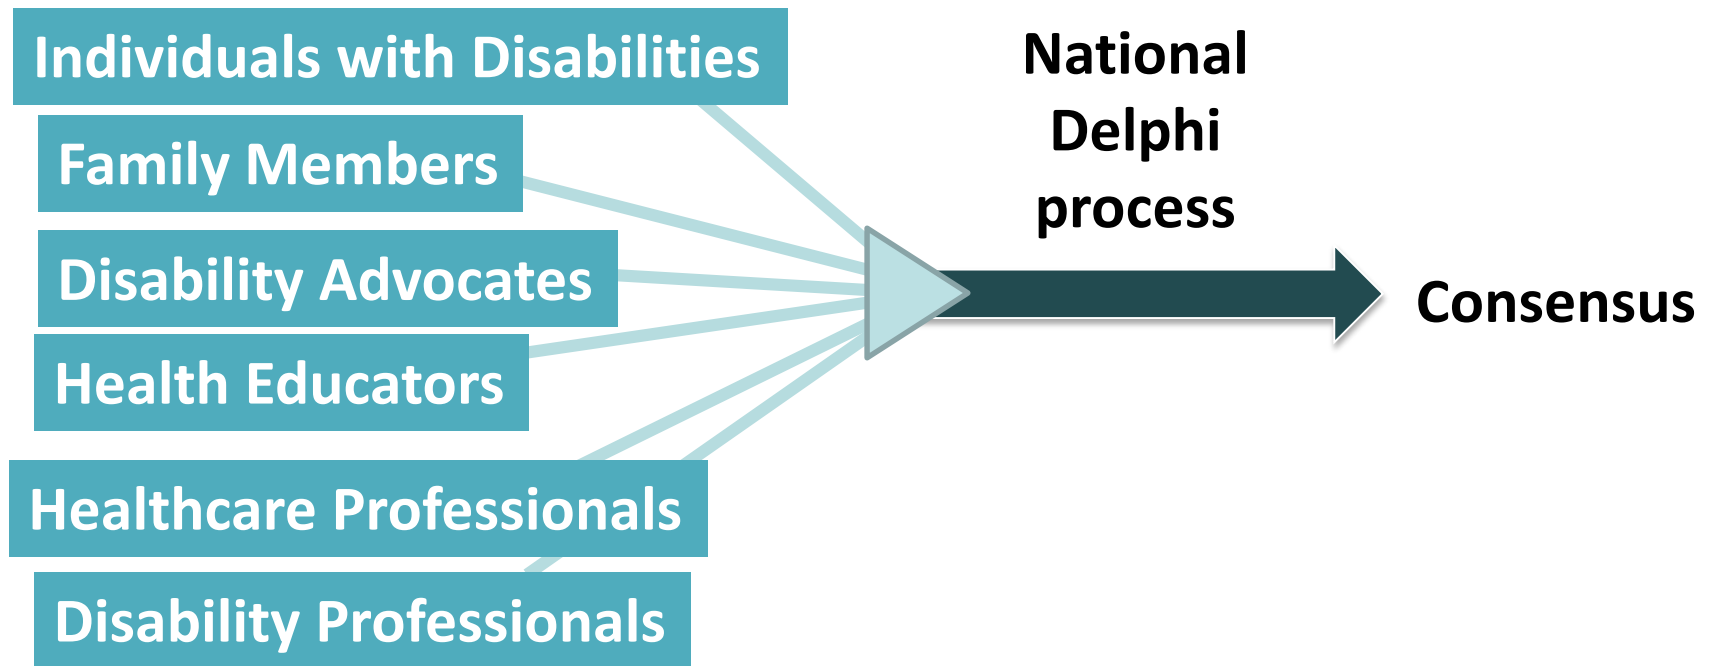 Individuals with Disabilities
Family Members
Disability Advocates
Health Educators
Healthcare Professionals
Disability Professionals
National
Delphi
process
Consensus